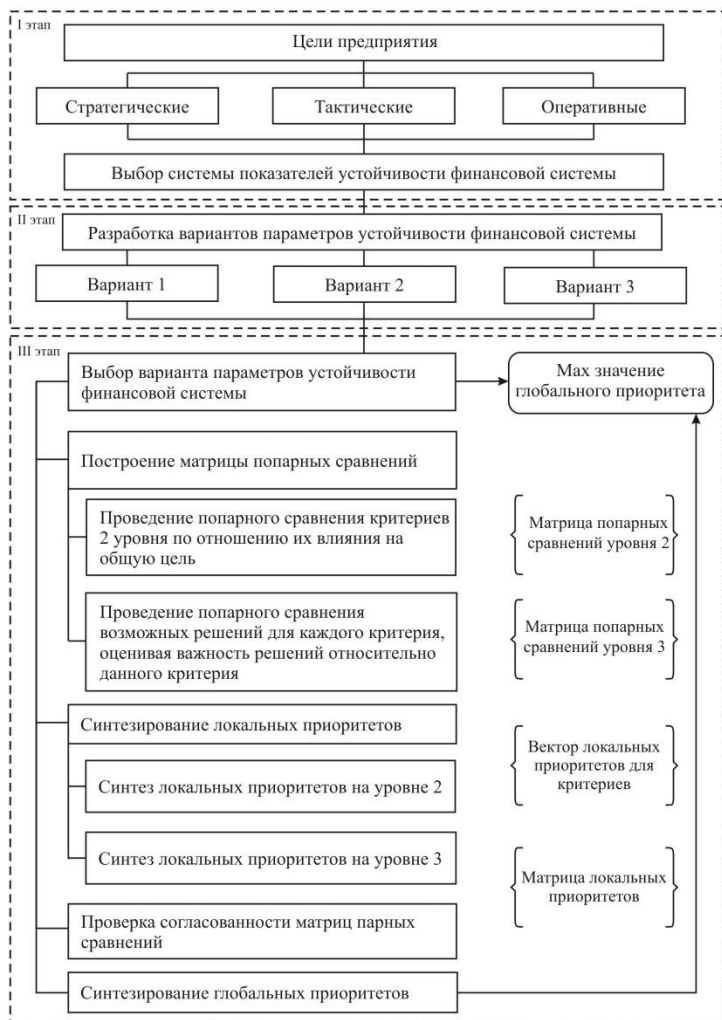 I этап
Цели предприятия
Стратегические
Тактические
Оперативные
Выбор системы показателей устойчивости финансовой системы
II этап
Разработка вариантов параметров устойчивости финансовой системы
Вариант 1
Вариант 2
Вариант 3
III этап
Выбор варианта параметров устойчивости
финансовой системы
Мах значение
глобального приоритета
Построение матрицы попарных сравнений
Проведение попарного сравнения критериев
2 уровня по отношению их влияния на
общую цель
Матрица попарных
сравнений уровня 2
Проведение попарного сравнения
возможных решений для каждого критерия,
оценивая важность решений относительно
данного критерия
Матрица попарных
сравнений уровня 3
Синтезирование локальных приоритетов
Вектор локальных
приоритетов для
критериев
Синтез локальных приоритетов на уровне 2
Синтез локальных приоритетов на уровне 3
Матрица локальных
приоритетов
Проверка согласованности матриц парных
сравнений
Синтезирование глобальных приоритетов